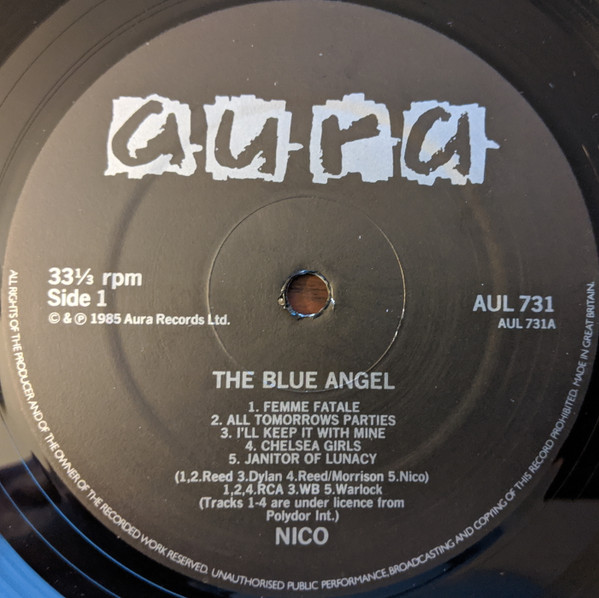 aura
33⅓ rpm
Side 1
© & ℗ 1985 Aura Records Ltd.
AUL 731
AUL 731A
THE BLUE ANGEL
1. FEMME FATALE
2. ALL TOMORROWS PARTIES
3. I'LL KEEP IT WITH MINE
4. CHELSEA GIRLS
5. JANITOR OF LUNACY
(1,2.Reed 3.Dylan 4.Reed/Morrison 5.Nico)
1,2,4.RCA 3.WB 5.Warlock
(Tracks 1-4 are under licence from
Polydor Int.)
NICO
ALL RIGHTS OF THE PRODUCER AND OF THE OWNER OF THE RECORDED WORK RESERVED. UNAUTHORISED PUBLIC PERFORMANCE, BROADCASTING AND COPYING OF THIS RECORD PROHIBITED. MADE IN GREAT BRITAIN.